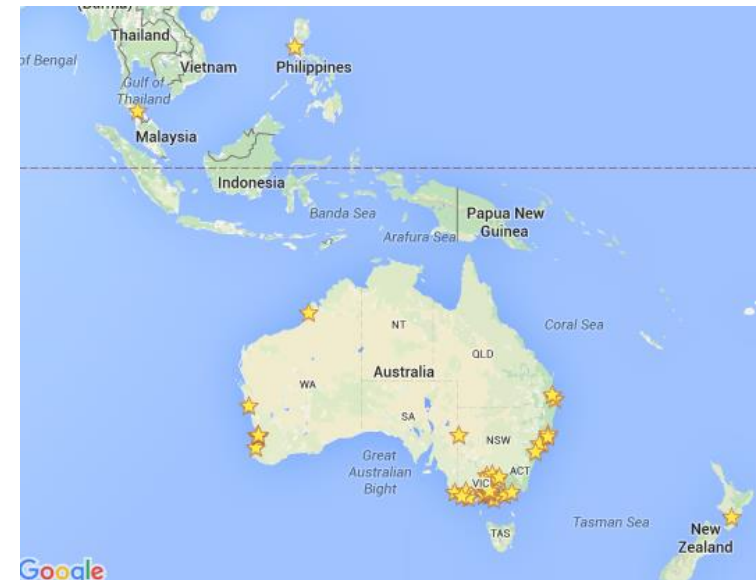 (Burma)
Thailand
of Bengal
Vietnam
Gulf of
Thailand
Philippines
Malaysia
Indonesia
Banda Sea
Papua New
Guinea
Arafura Sea
NT
Coral Sea
QLD
Australia
WA
SA
NSW
Great
Australian
Bight
ACT
VIC
TAS
Tasman Sea
New
Zealand
Google